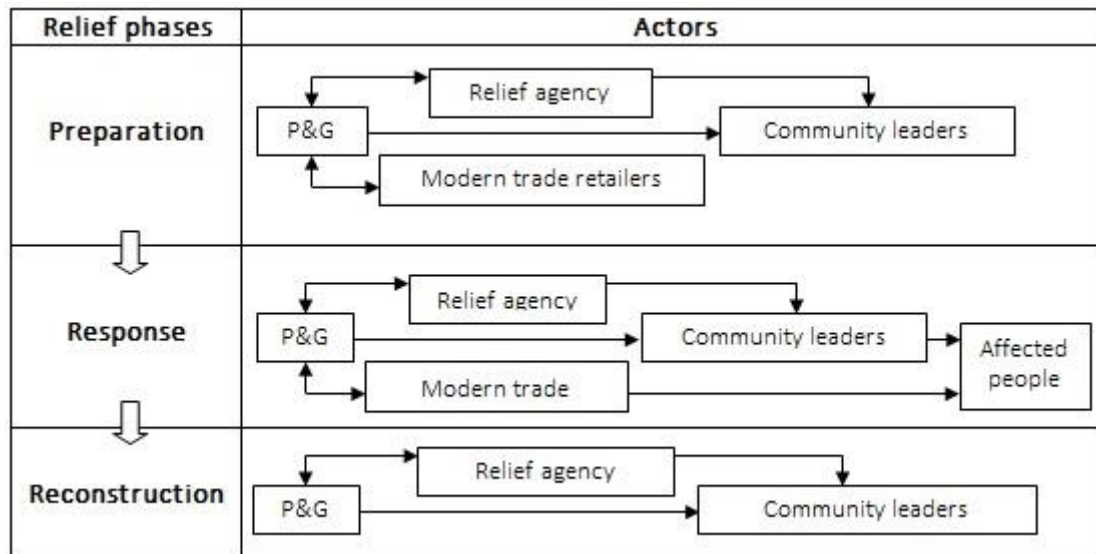 Relief phases
Actors
Preparation
Relief agency
P&G
Community leaders
Modern trade retailers
Response
Relief agency
P&G
Community leaders
Affected
people
Modern trade
Reconstruction
Relief agency
P&G
Community leaders